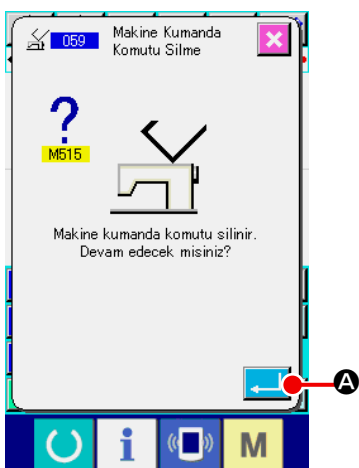 059
Makine Kumanda
Komutu Silme
?
M515
Makine kumanda komutu silinir.
Devam edecek misiniz?
A
i
M